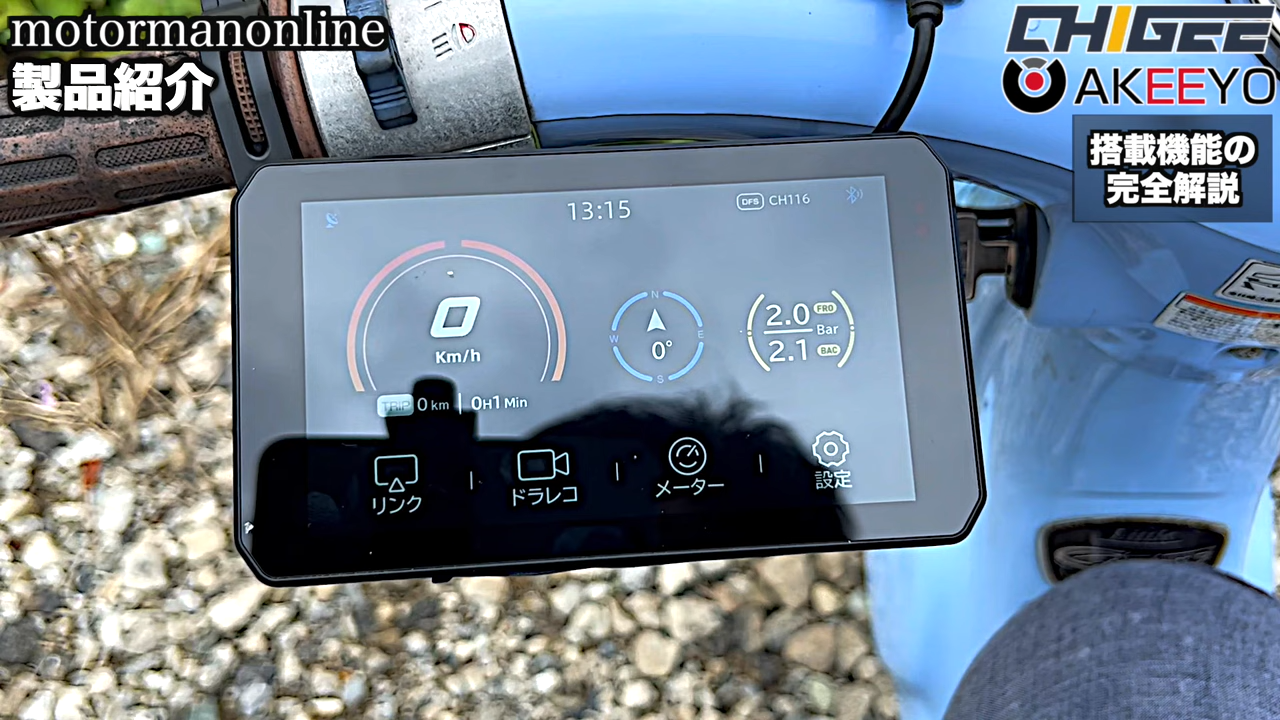 motormanonline
製品紹介
CHIGEE
AKEEYO
搭載機能の
完全解説
13:15
DFS CH116
0
Km/h
N
W
E
S
0°
2.0 FRO
Bar
2.1 BAC
TRIP 0 km | 0H1 Min
リンク
ドラレコ
メーター
設定
Little